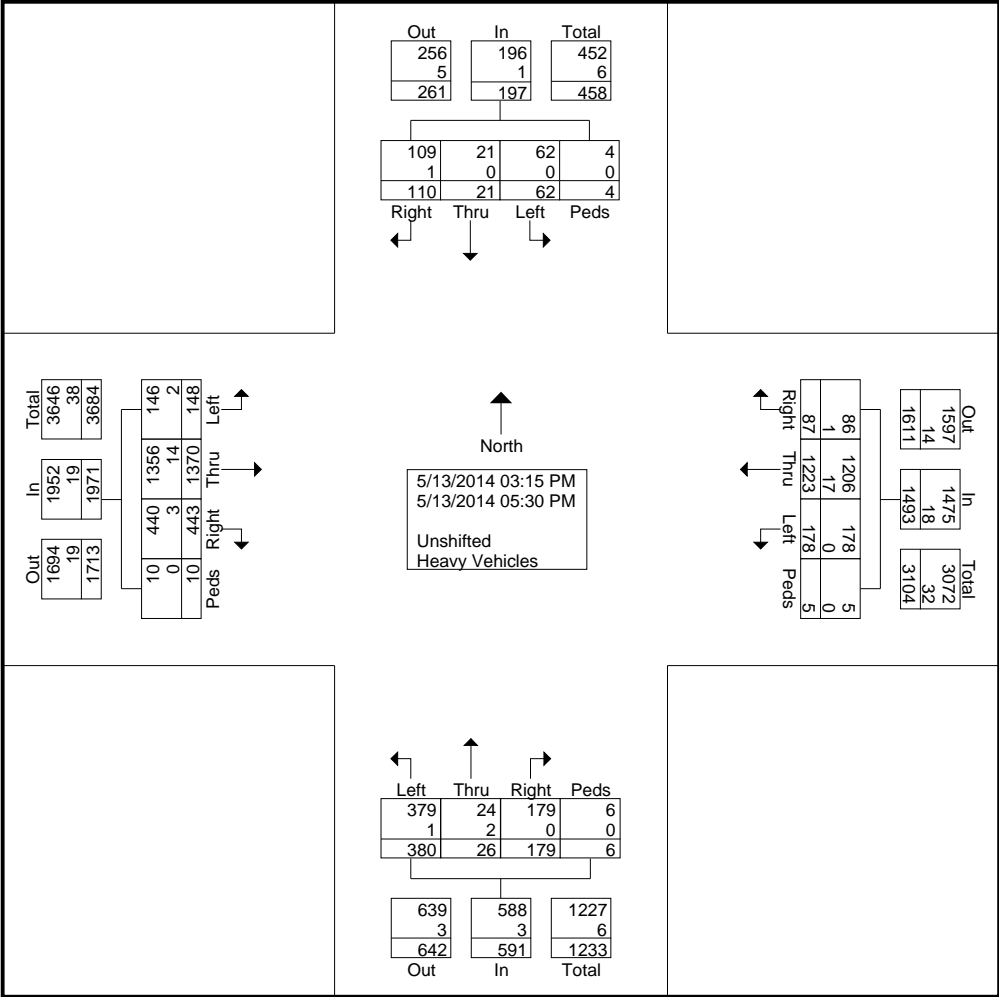 Out In Total
256 196 452
5 1 6
261 197 458
109 21 62 4
1 0 0 0
110 21 62 4
Right Thru Left Peds
Total
3646
38
3684
In
1952
19
1971
Out
1694
19
1713
146 1356 440 10
2 14 3 0
148 1370 443 10
Left Thru Right Peds
North
5/13/2014 03:15 PM
5/13/2014 05:30 PM
Unshifted
Heavy Vehicles
Right Thru Left Peds
87 1223 178 5
1 17 0 0
86 1206 178 5
Out
1597
14
1611
In
1475
18
1493
Total
3072
32
3104
Left Thru Right Peds
379 24 179 6
1 2 0 0
380 26 179 6
639 588 1227
3 3 6
642 591 1233
Out In Total